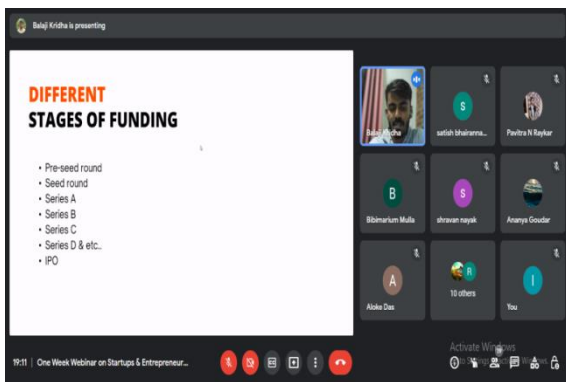 Balaji Kridha is presenting
DIFFERENT
STAGES OF FUNDING
• Pre-seed round
• Seed round
• Series A
• Series B
• Series C
• Series D & etc..
• IPO
Balaji Kridha
S
satish bhairanna...
Pavitra N Raykar
B
Bibimarium Mulla
S
shravan nayak
Ananya Goudar
A
Aloke Das
R
10 others
I
You
Activate Windows
19:11 | One Week Webinar on Startups & Entrepreneur...